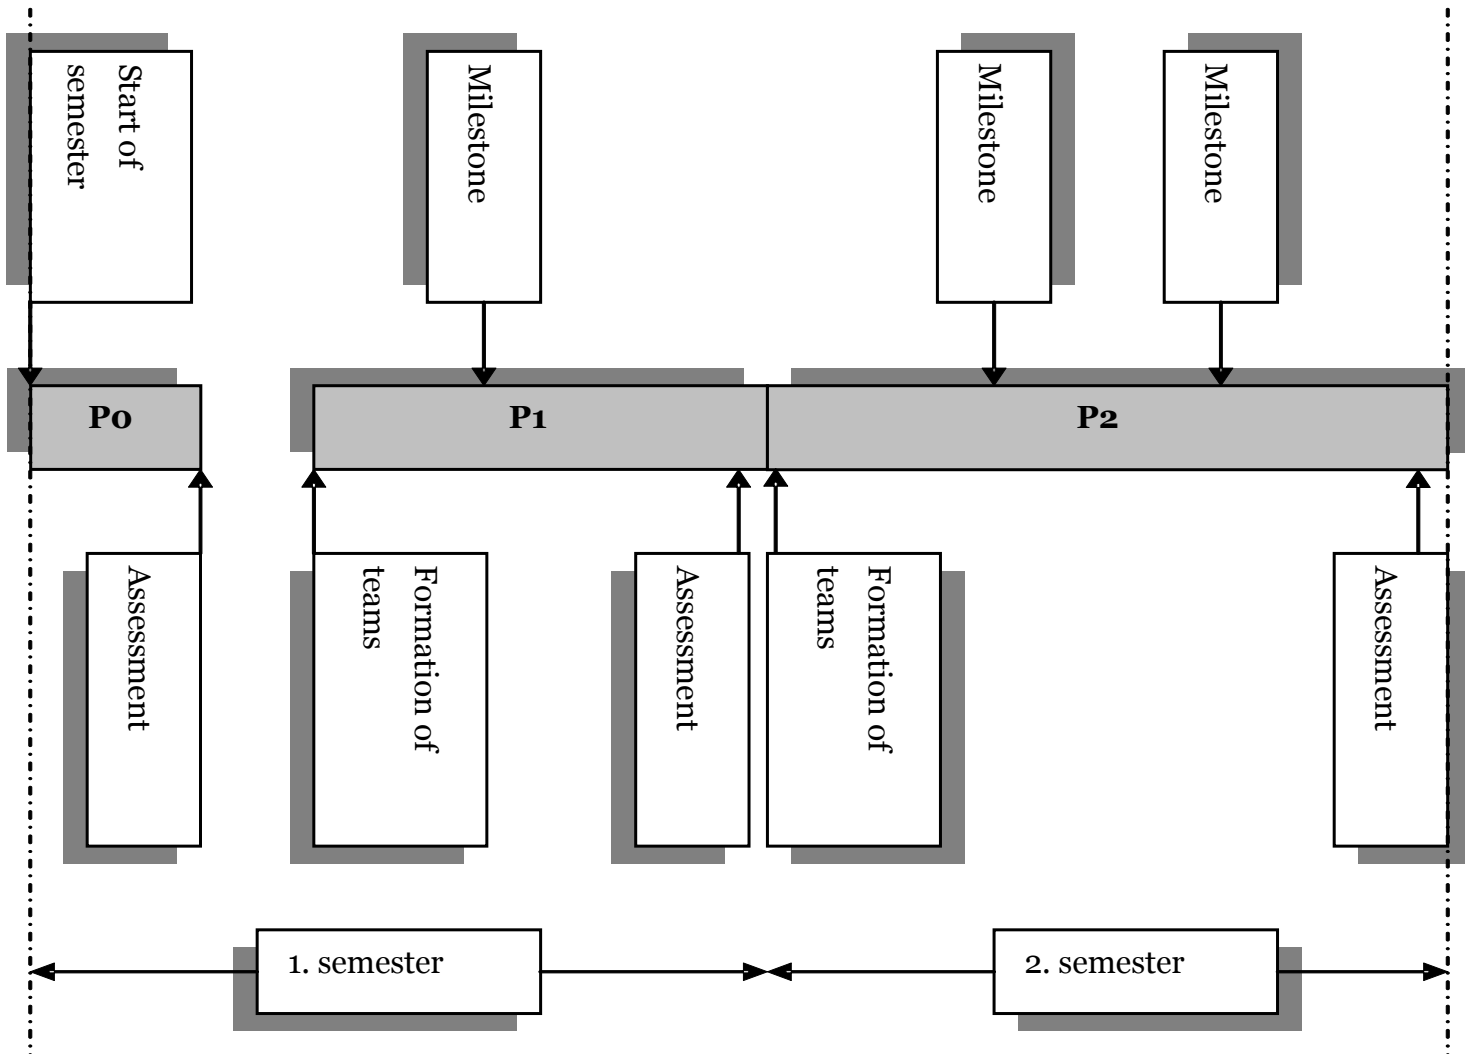 Start of
semester
Milestone
Milestone
Milestone
P0
P1
P2
Assessment
Formation of
teams
Assessment
Formation of
teams
Assessment
1. semester
2. semester